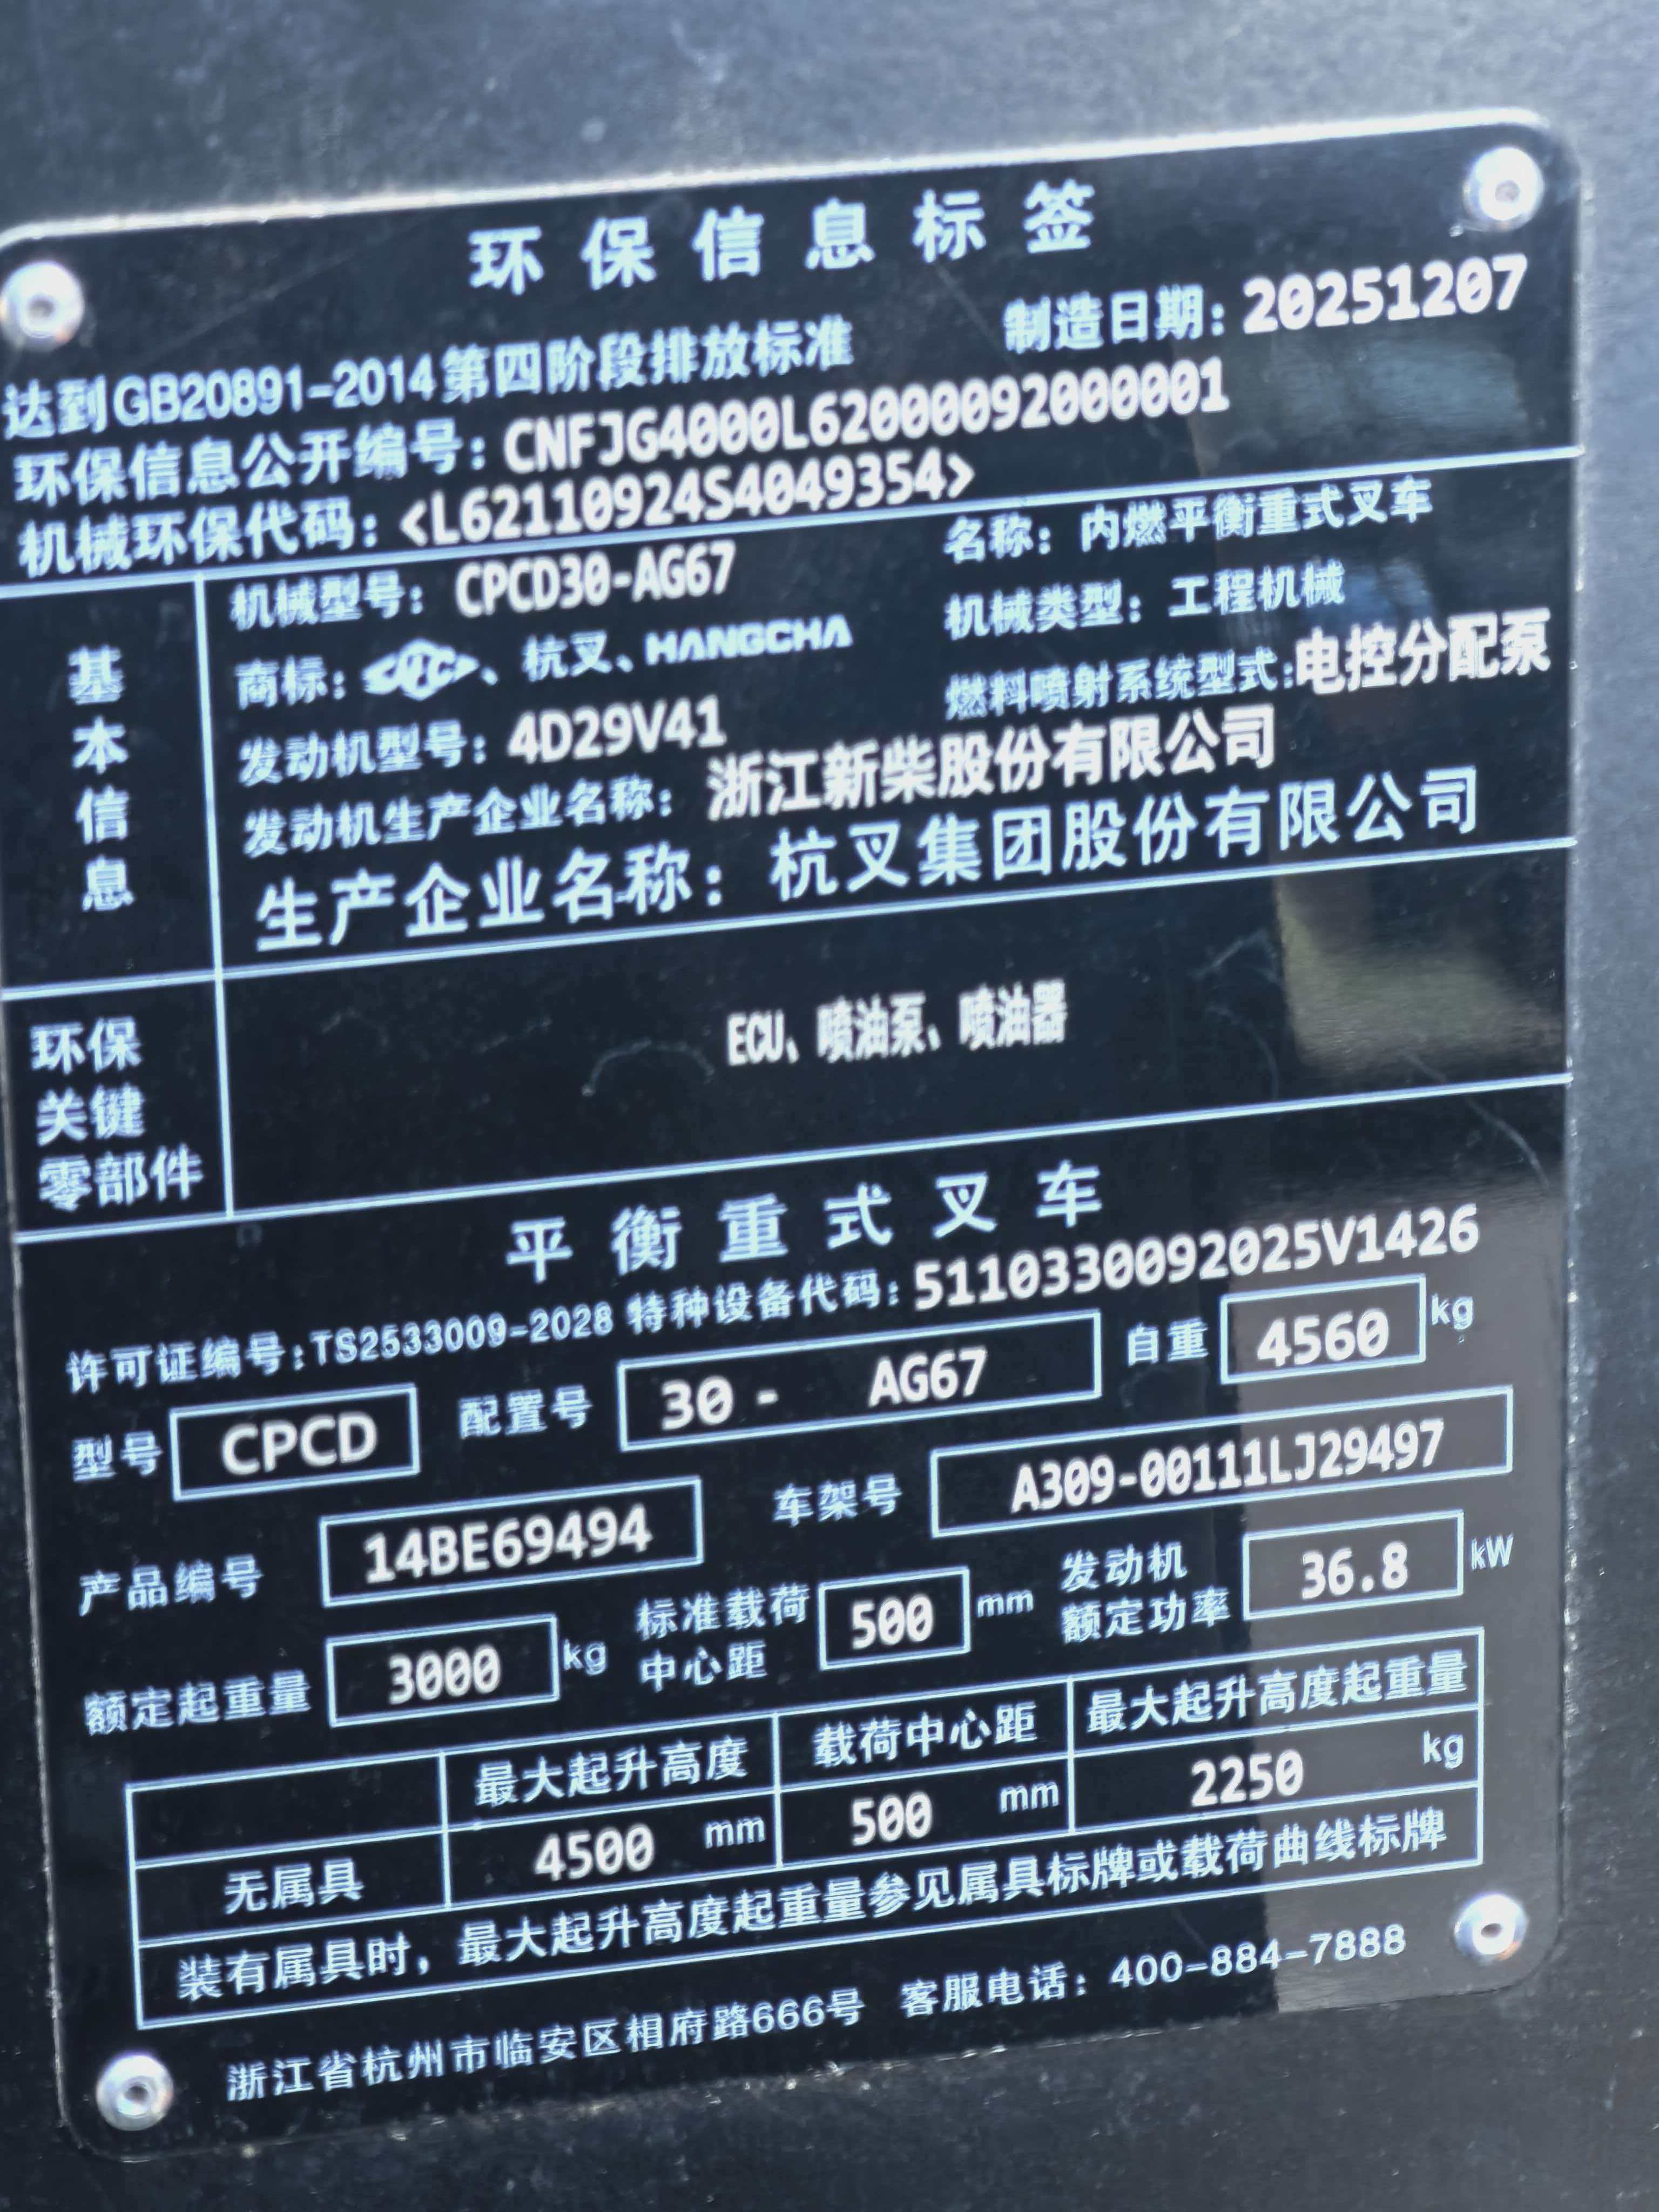 环保信息标签
达到GB20891-2014第四阶段排放标准 制造日期：20251207
环保信息公开编号：CNFJG4000L62000092000001
机械环保代码：<L62110924S4049354>
基本信息
机械型号：CPCD30-AG67 名称：内燃平衡重式叉车
商标：HC、杭叉、HANGCHA 机械类型：工程机械
发动机型号：4D29V41 燃料喷射系统型式：电控分配泵
发动机生产企业名称：浙江新柴股份有限公司
生产企业名称：杭叉集团股份有限公司
环保
关键
零部件
ECU、喷油泵、喷油器
平衡重式叉车
许可证编号：TS2533009-2028 特种设备代码：5110330092025V1426
型号 CPCD 配置号 30- AG67 自重 4560 kg
产品编号 14BE69494 车架号 A309-00111LJ29497
额定起重量 3000 kg 标准载荷中心距 500 mm 发动机额定功率 36.8 kW
最大起升高度 载荷中心距 最大起升高度起重量
无属具 4500 mm 500 mm 2250 kg
装有属具时，最大起升高度起重量参见属具标牌或载荷曲线标牌
浙江省杭州市临安区相府路666号 客服电话：400-884-7888